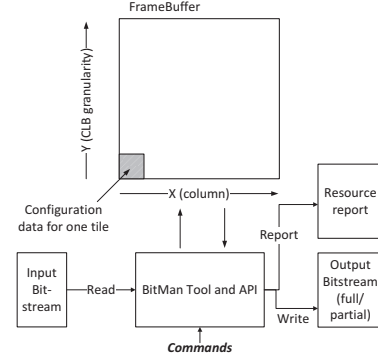 FrameBuffer
Y (CLB granularity)
X (column)
Configuration
data for one tile
Resource
report
Report
Input
Bit-
stream
Read
BitMan Tool and API
Output
Bitstream
(full/
partial)
Write
Commands